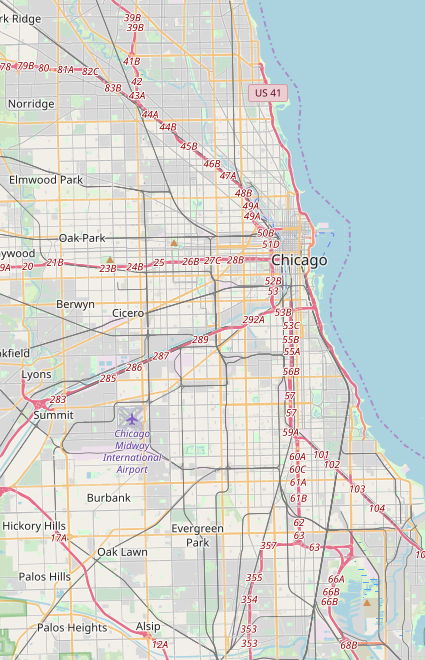 39B
rk Ridge
39B
41B
78 79B 80 81A 82C
42
83B
43A
US 41
Norridge
44A
44B
45B
46B
Elmwood Park
47A
48B
49A
49A
50B
Oak Park
51D
ywood
9A 20 21B 23B 24B 25 26B 27C 28B
Chicago
52B
53
Berwyn
Cicero
53B
292A
53C
289
55B
okfield
287
55A
Lyons
286
56B
285
283
57
Summit
57
Chicago
Midway
International
Airport
59A
60A
101
60C
102
61A
103
Burbank
61B
104
Hickory Hills
62
Evergreen
Park
17A
63
357
63
10
Oak Lawn
Palos Hills
355
66A
66B
354
66B
Palos Heights
Alsip
353
12A
353
68B